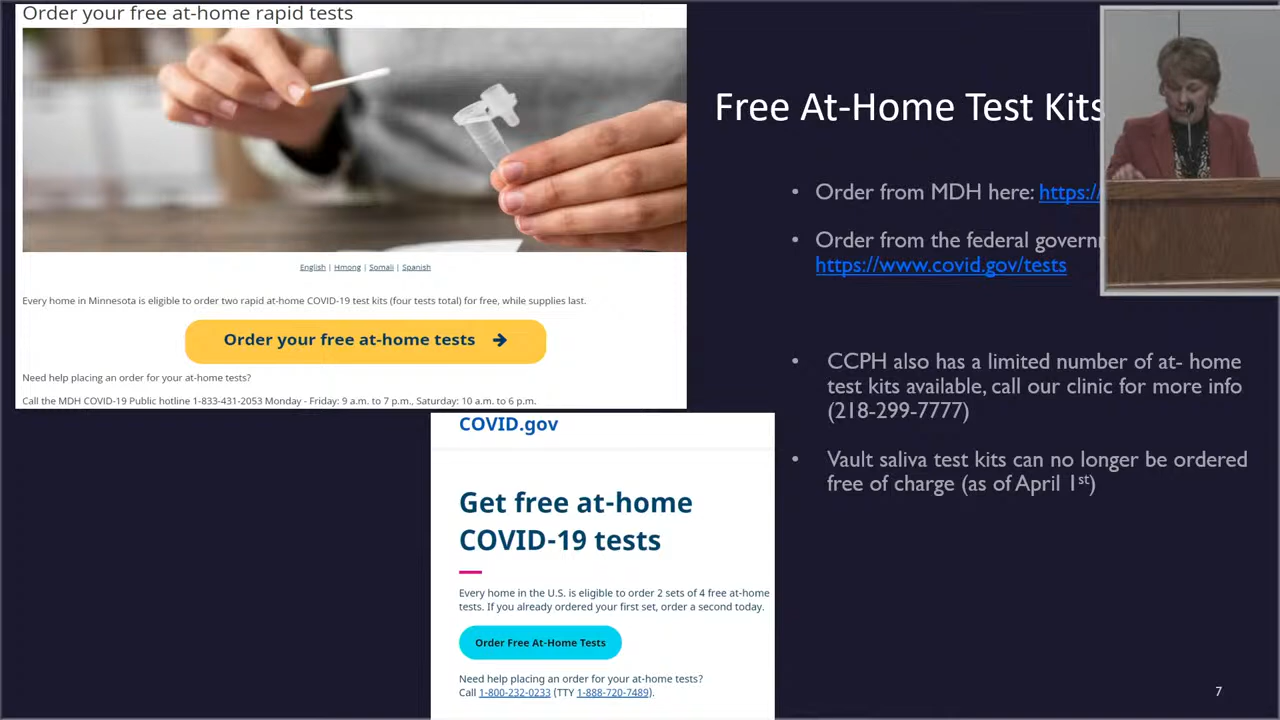 Order your free at-home rapid tests
English | Hmong | Somali | Spanish
Every home in Minnesota is eligible to order two rapid at-home COVID-19 test kits (four tests total) for free, while supplies last.
Order your free at-home tests →
Need help placing an order for your at-home tests?
Call the MDH COVID-19 Public hotline 1-833-431-2053 Monday - Friday: 9 a.m. to 7 p.m., Saturday: 10 a.m. to 6 p.m.
COVID.gov
Get free at-home
COVID-19 tests
Every home in the U.S. is eligible to order 2 sets of 4 free at-home
tests. If you already ordered your first set, order a second today.
Order Free At-Home Tests
Need help placing an order for your at-home tests?
Call 1-800-232-0233 (TTY 1-888-720-7489).
Free At-Home Test Kits
• Order from MDH here: https://
• Order from the federal governm
https://www.covid.gov/tests
• CCPH also has a limited number of at- home
test kits available, call our clinic for more info
(218-299-7777)
• Vault saliva test kits can no longer be ordered
free of charge (as of April 1st)
7